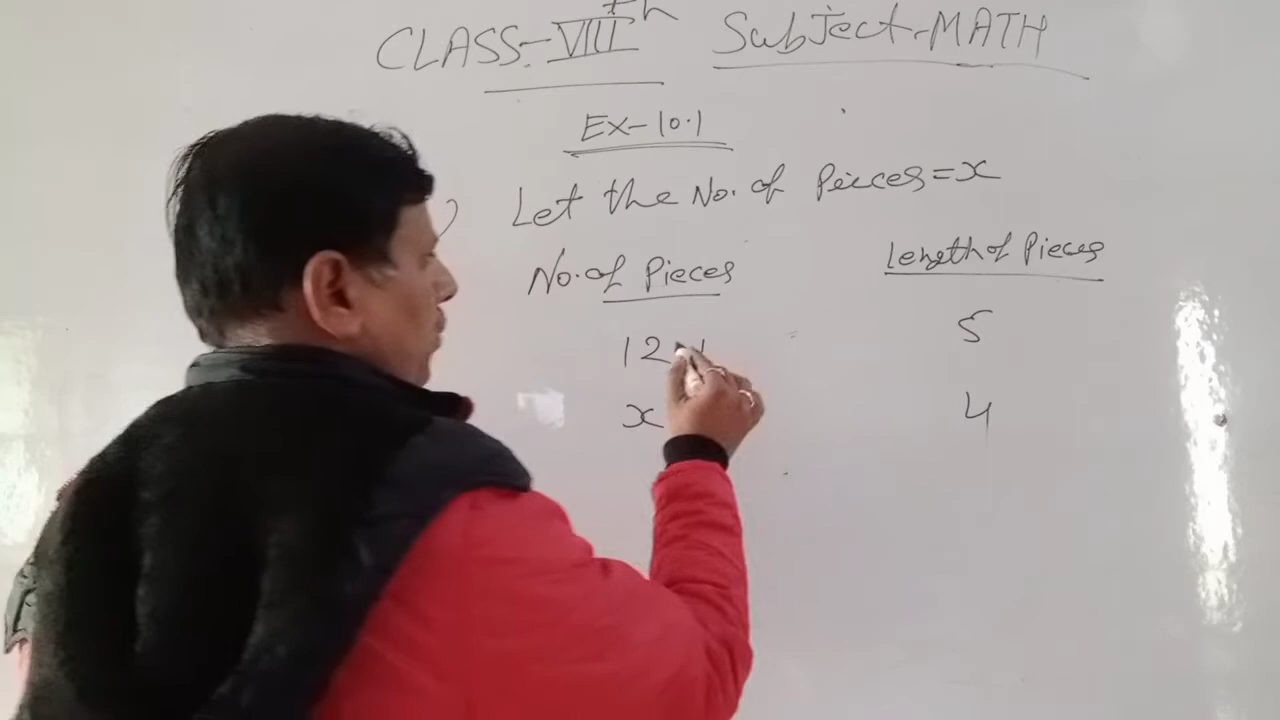 CLASS-VIIIth Subject-MATH
Ex-10.1
Let the No. of Pieces=x
No. of Pieces Length of Pieces
12 5
x 4